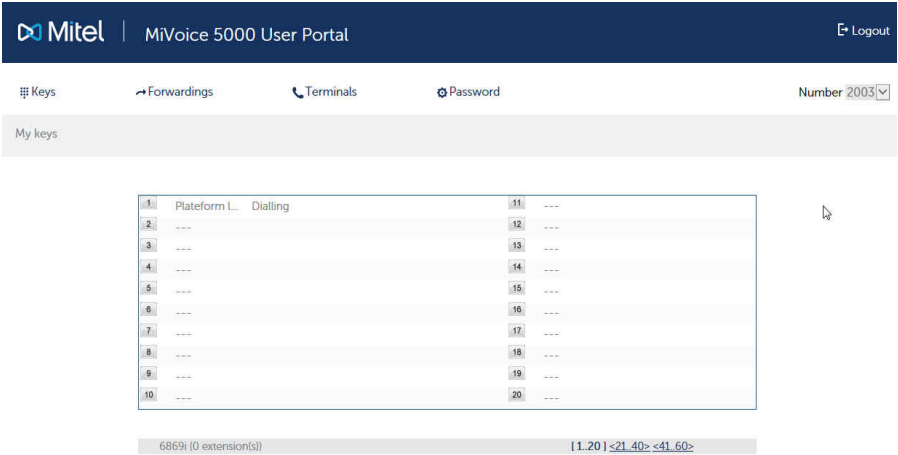 Mitel | MiVoice 5000 User Portal
Logout
Keys Forwardings Terminals Password Number 2003
My keys
1 Plateform I... Dialling 11 ---
2 --- 12 ---
3 --- 13 ---
4 --- 14 ---
5 --- 15 ---
6 --- 16 ---
7 --- 17 ---
8 --- 18 ---
9 --- 19 ---
10 --- 20 ---
6869i (0 extension(s)) [ 1..20 ] <21..40> <41..60>